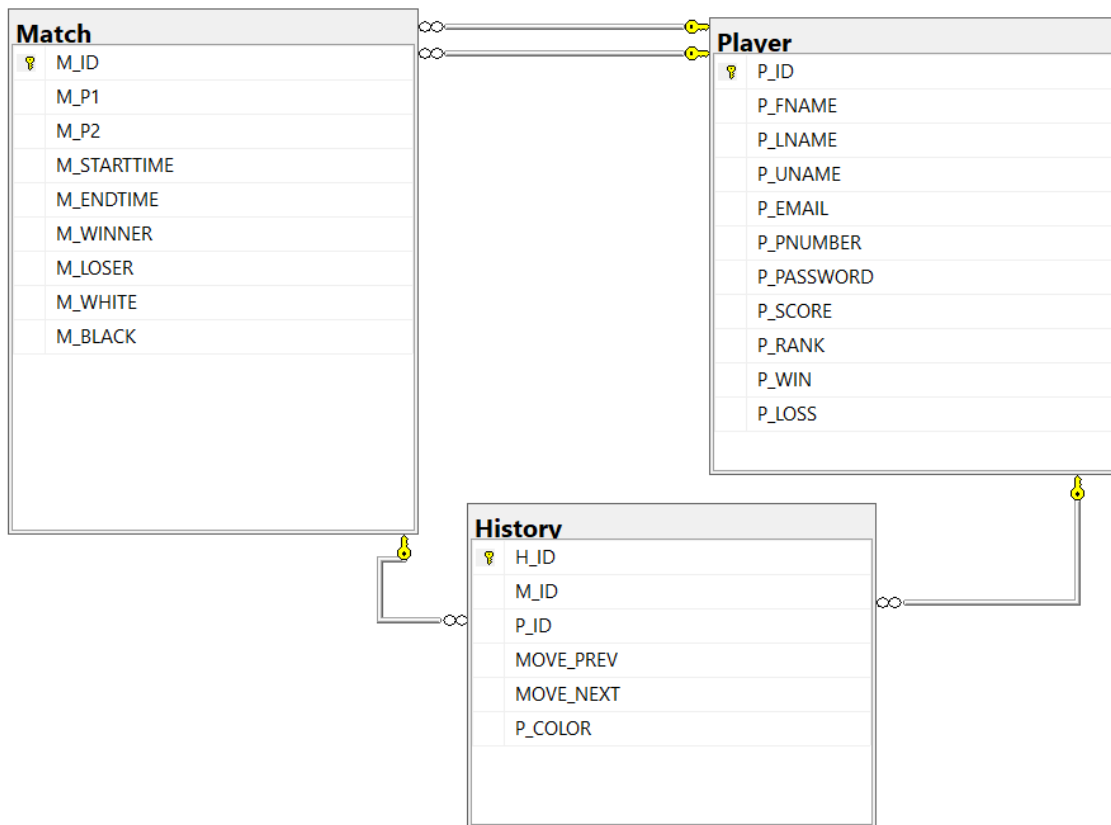 Match
M_ID
M_P1
M_P2
M_STARTTIME
M_ENDTIME
M_WINNER
M_LOSER
M_WHITE
M_BLACK
Player
P_ID
P_FNAME
P_LNAME
P_UNAME
P_EMAIL
P_PNUMBER
P_PASSWORD
P_SCORE
P_RANK
P_WIN
P_LOSS
History
H_ID
M_ID
P_ID
MOVE_PREV
MOVE_NEXT
P_COLOR